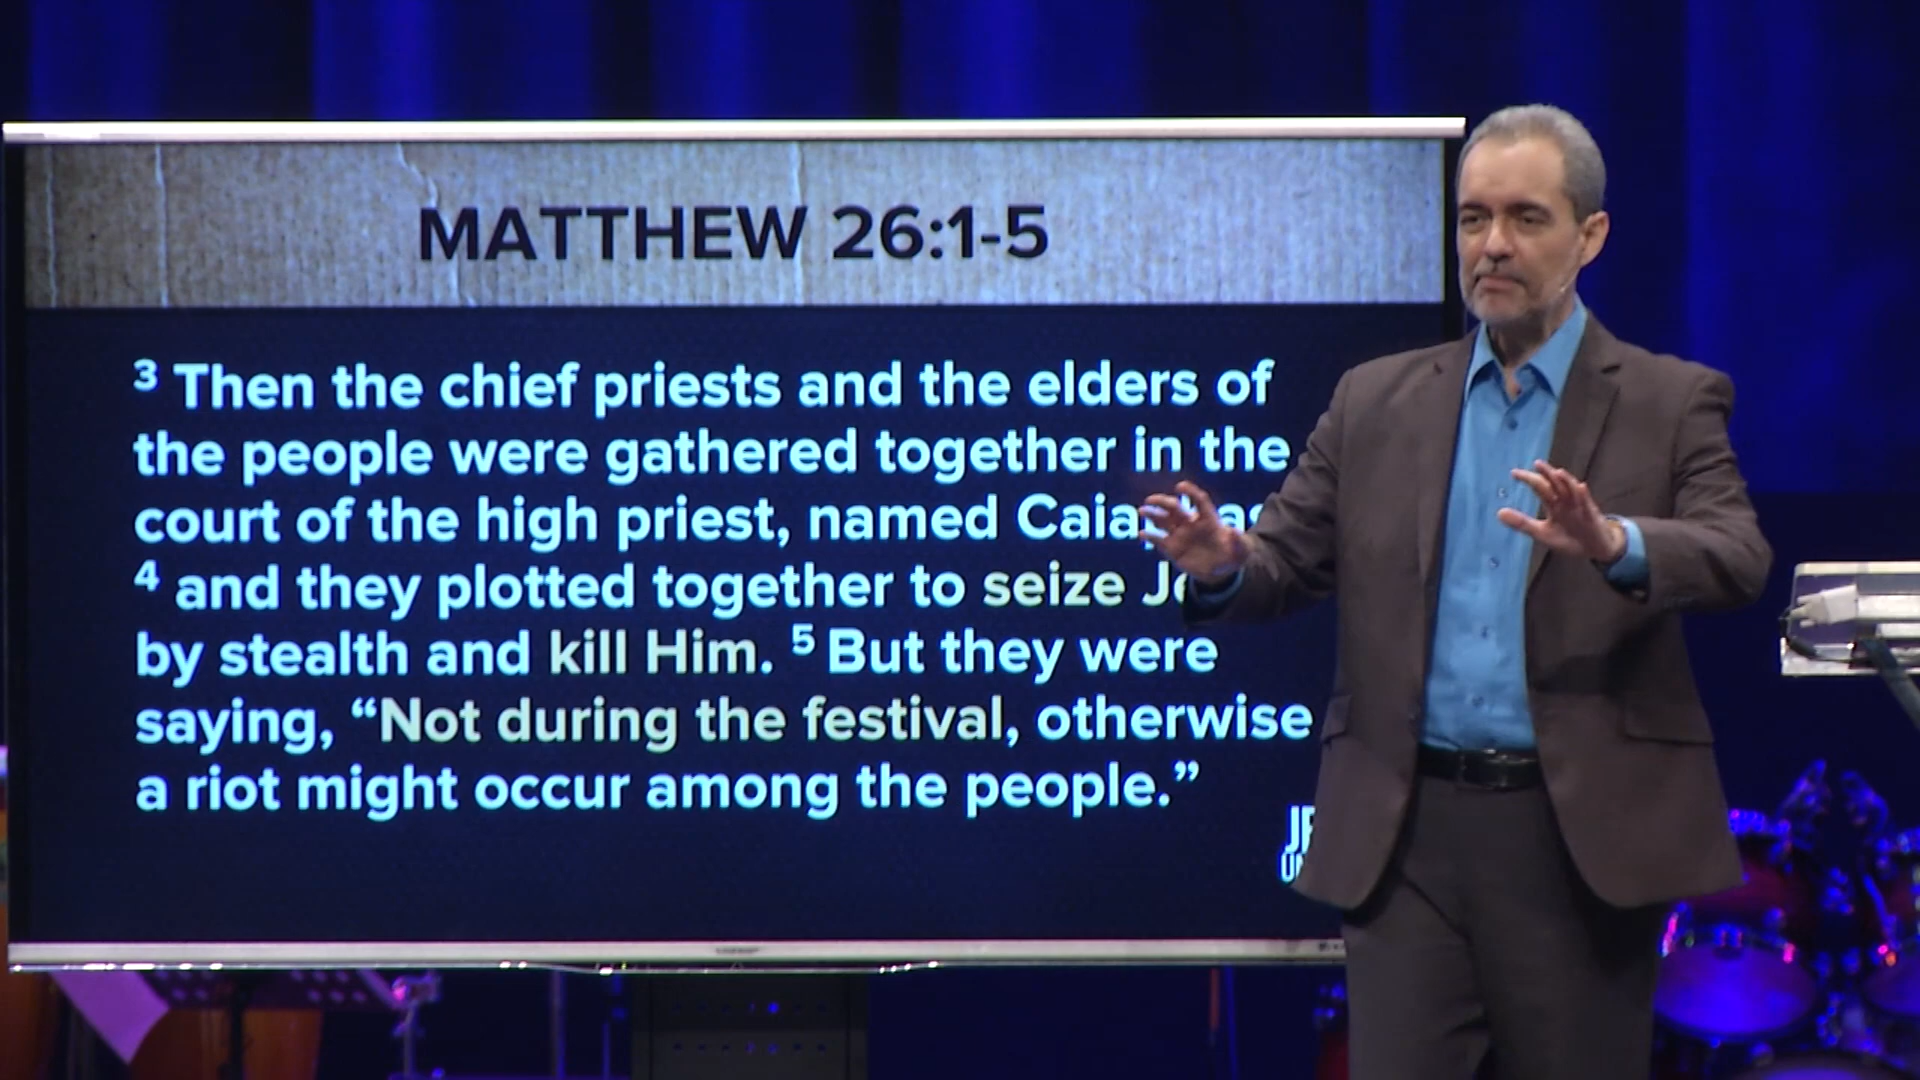 MATTHEW 26:1-5
3 Then the chief priests and the elders of
the people were gathered together in the
court of the high priest, named
4 and they plotted together to seize
by stealth and kill Him. 5 But they were
saying, “Not during the festival, otherwise
a riot might occur among the people.”